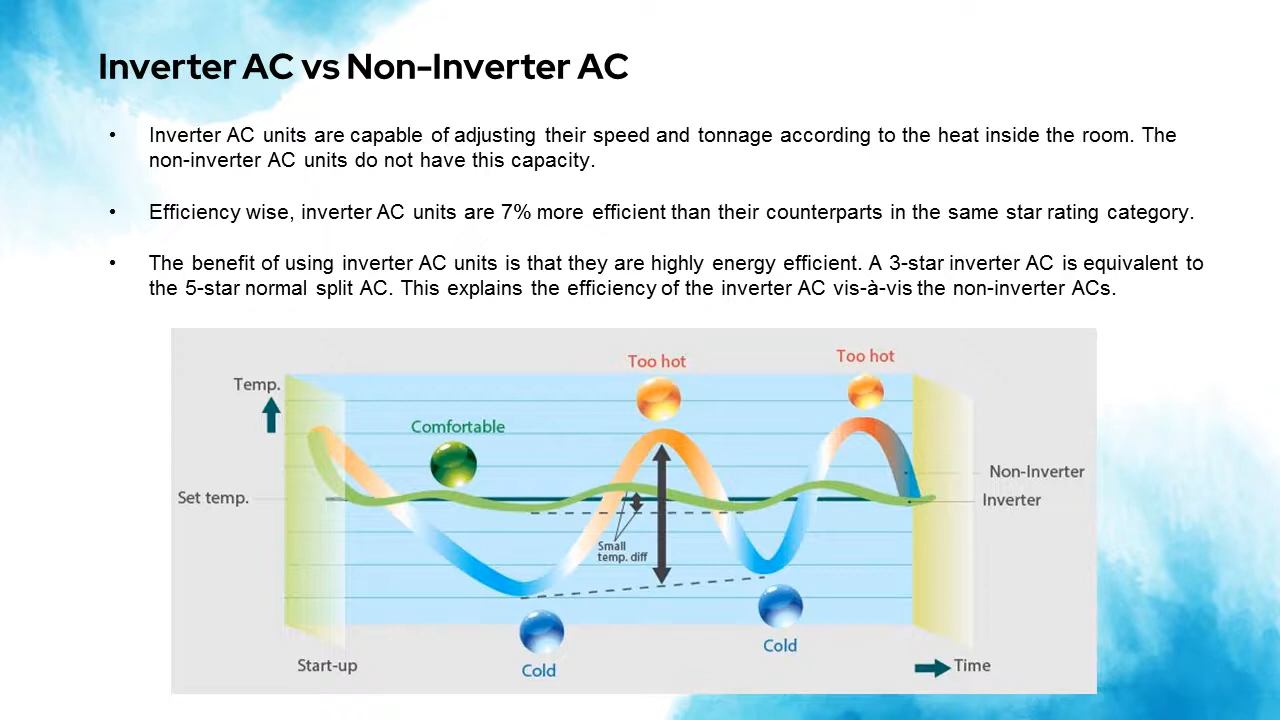 Inverter AC vs Non-Inverter AC
• Inverter AC units are capable of adjusting their speed and tonnage according to the heat inside the room. The
non-inverter AC units do not have this capacity.
• Efficiency wise, inverter AC units are 7% more efficient than their counterparts in the same star rating category.
• The benefit of using inverter AC units is that they are highly energy efficient. A 3-star inverter AC is equivalent to
the 5-star normal split AC. This explains the efficiency of the inverter AC vis-à-vis the non-inverter ACs.
Too hot
Too hot
Temp.
Comfortable
Non-Inverter
Set temp.
Inverter
Small
temp. diff
Cold
Cold
Start-up
Time